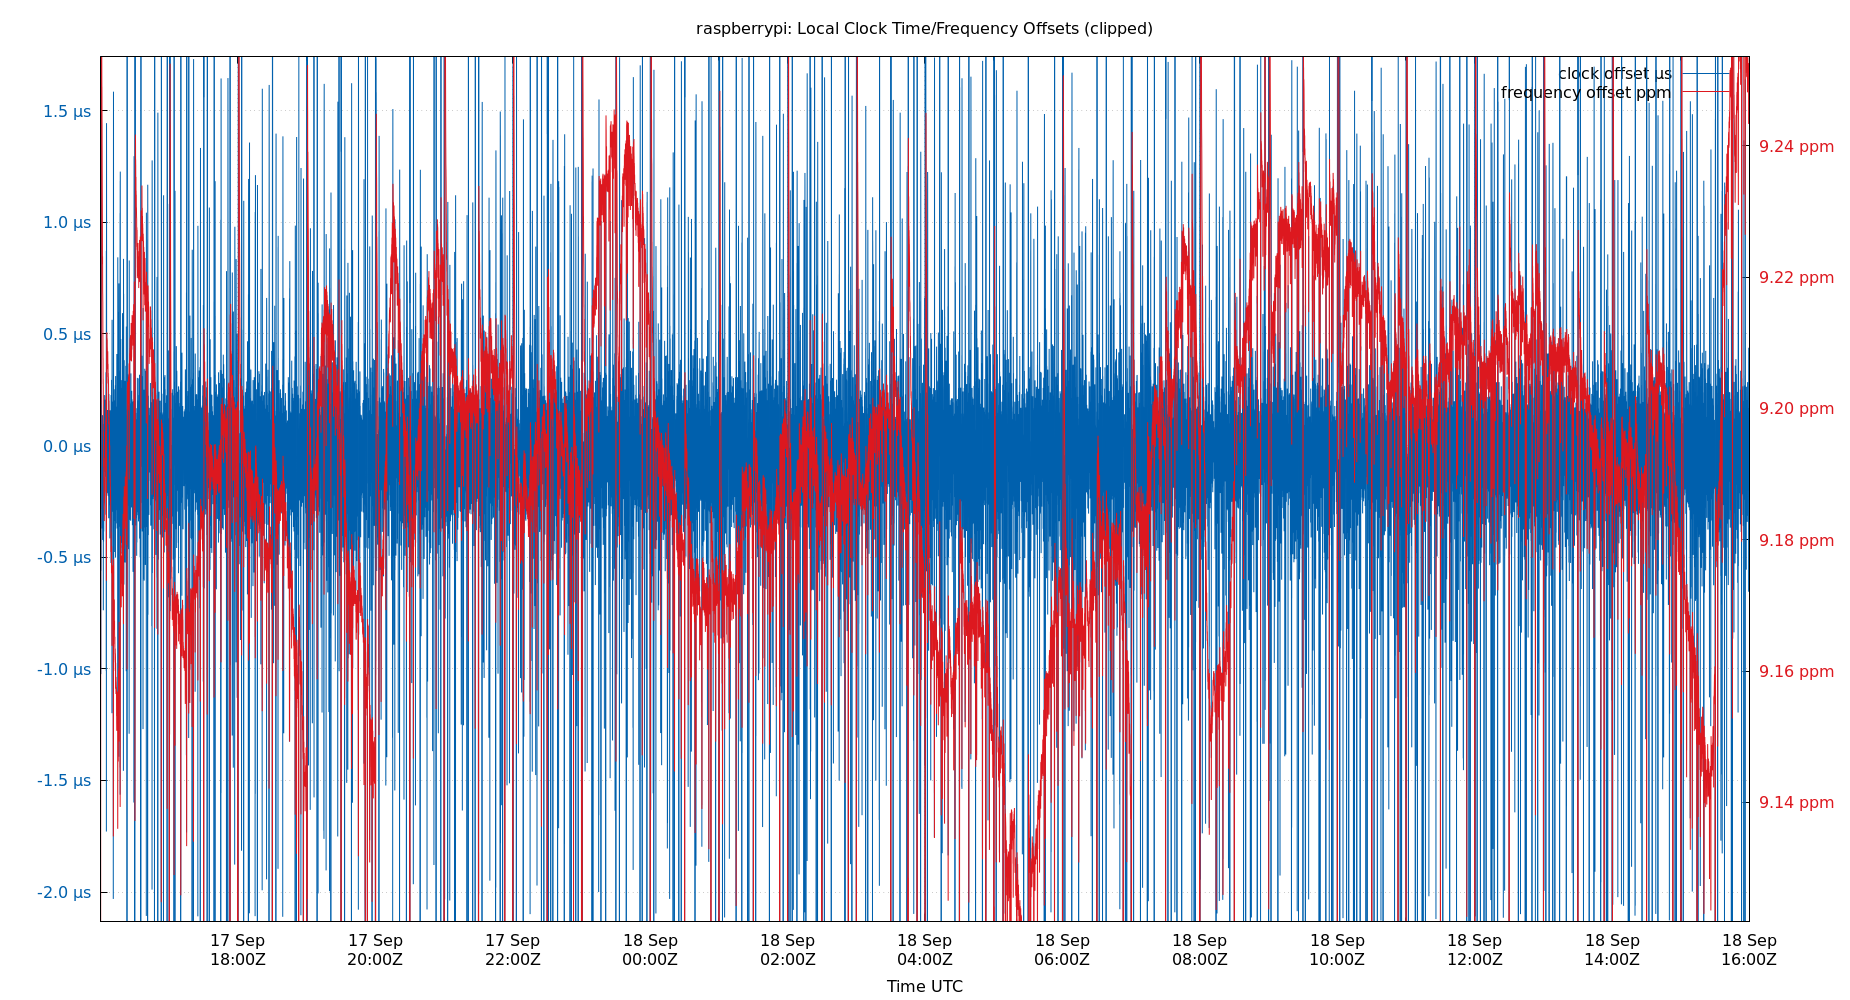 raspberrypi: Local Clock Time/Frequency Offsets (clipped)
clock offset µs
frequency offset ppm
1.5 µs
1.0 µs
0.5 µs
0.0 µs
-0.5 µs
-1.0 µs
-1.5 µs
-2.0 µs
9.24 ppm
9.22 ppm
9.20 ppm
9.18 ppm
9.16 ppm
9.14 ppm
17 Sep
18:00Z
17 Sep
20:00Z
17 Sep
22:00Z
18 Sep
00:00Z
18 Sep
02:00Z
18 Sep
04:00Z
18 Sep
06:00Z
18 Sep
08:00Z
18 Sep
10:00Z
18 Sep
12:00Z
18 Sep
14:00Z
18 Sep
16:00Z
Time UTC